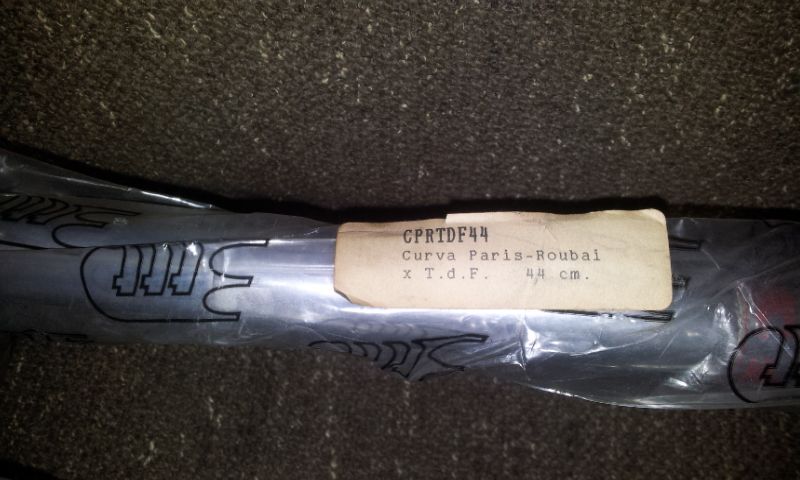 CPRTDF44
Curva Paris-Roubai
x T.d.F. 44 cm.